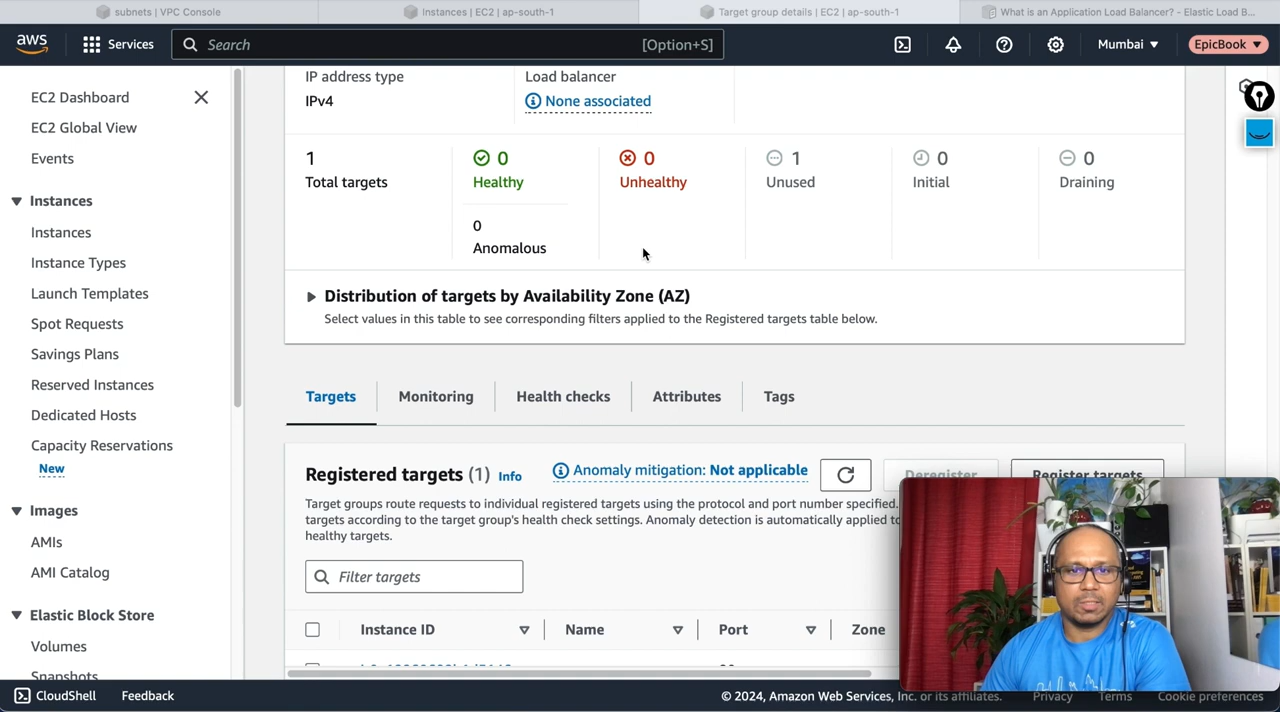 subnets | VPC Console
Instances | EC2 | ap-south-1
Target group details | EC2 | ap-south-1
What is an Application Load Balancer? - Elastic Load B...
aws
Services
Search
[Option+S]
Mumbai
EpicBook
EC2 Dashboard
EC2 Global View
Events
Instances
Instances
Instance Types
Launch Templates
Spot Requests
Savings Plans
Reserved Instances
Dedicated Hosts
Capacity Reservations
New
Images
AMIs
AMI Catalog
Elastic Block Store
Volumes
Snapshots
IP address type
IPv4
Load balancer
None associated
1
Total targets
0
Healthy
0
Anomalous
0
Unhealthy
1
Unused
0
Initial
0
Draining
Distribution of targets by Availability Zone (AZ)
Select values in this table to see corresponding filters applied to the Registered targets table below.
Targets
Monitoring
Health checks
Attributes
Tags
Registered targets (1) Info
Anomaly mitigation: Not applicable
Deregister
Register targets
Target groups route requests to individual registered targets using the protocol and port number specified.
targets according to the target group's health check settings. Anomaly detection is automatically applied to
healthy targets.
Filter targets
Instance ID
Name
Port
Zone
CloudShell
Feedback
© 2024, Amazon Web Services, Inc. or its affiliates.
Privacy
Terms
Cookie preferences